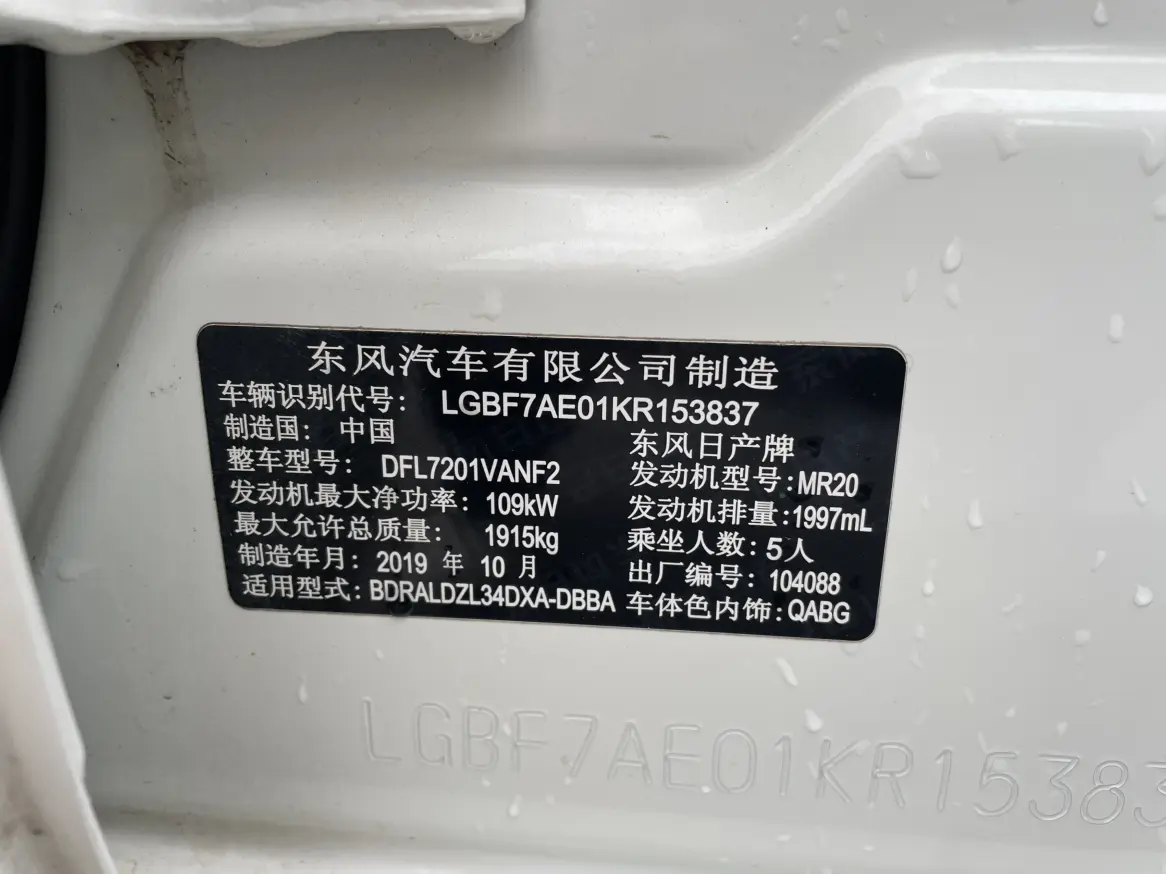 东风汽车有限公司制造
车辆识别代号: LGBF7AE01KR153837
制造国: 中国 东风日产牌
整车型号: DFL7201VANF2 发动机型号:MR20
发动机最大净功率: 109kW 发动机排量:1997mL
最大允许总质量: 1915kg 乘坐人数:5人
制造年月: 2019 年 10 月 出厂编号: 104088
适用型式: BDRALDZL34DXA-DBBA 车体色内饰:QABG
LGBF7AE01KR15383